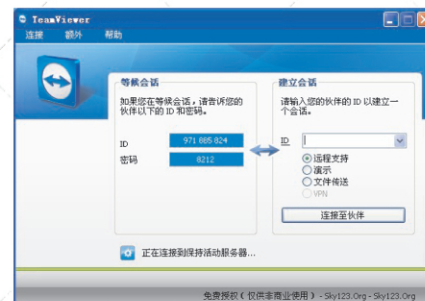 TeamViewer
连接 额外 帮助
等候会话
如果您在等候会话，请告诉您的
伙伴以下的 ID 和密码。
ID 971 885 824
密码 8212
建立会话
请输入您的伙伴的 ID 以建立一
个会话。
ID
远程支持
演示
文件传送
VPN
连接至伙伴
正在连接到保持活动服务器...
免费授权(仅供非商业使用) - Sky123.Org - Sky123.Org